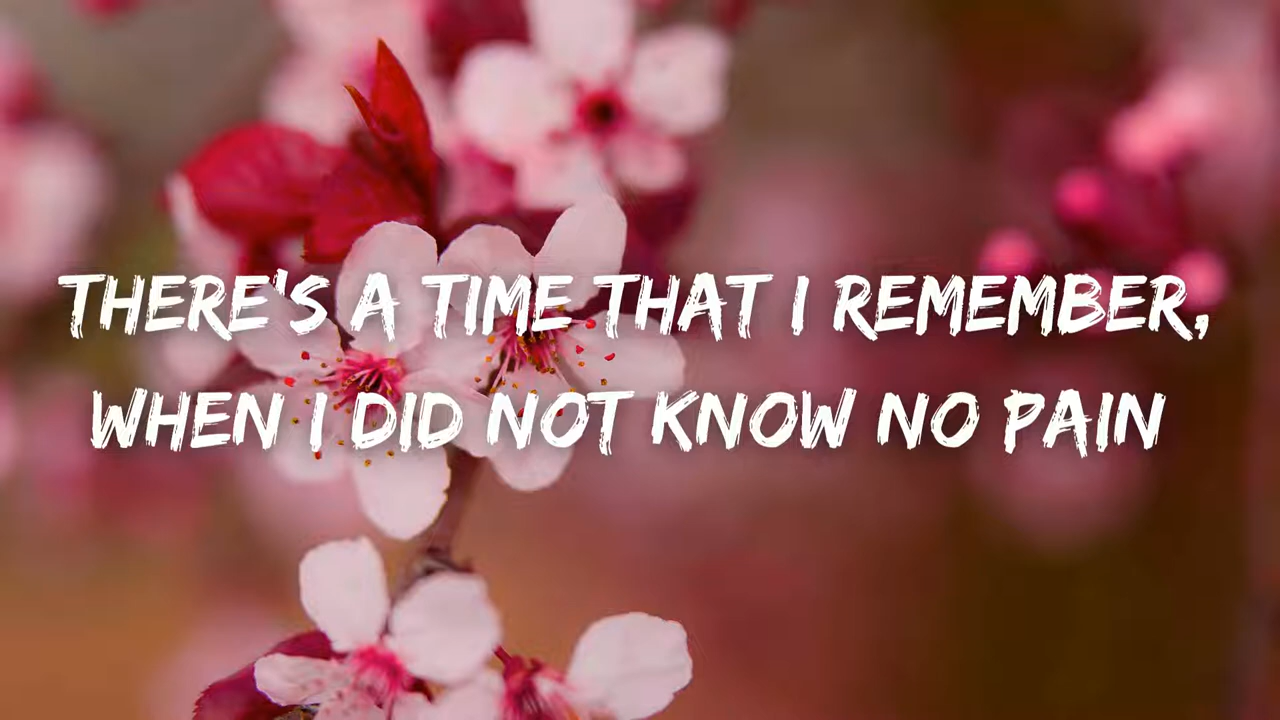 THERE'S A TIME THAT I REMEMBER,
WHEN I DID NOT KNOW NO PAIN